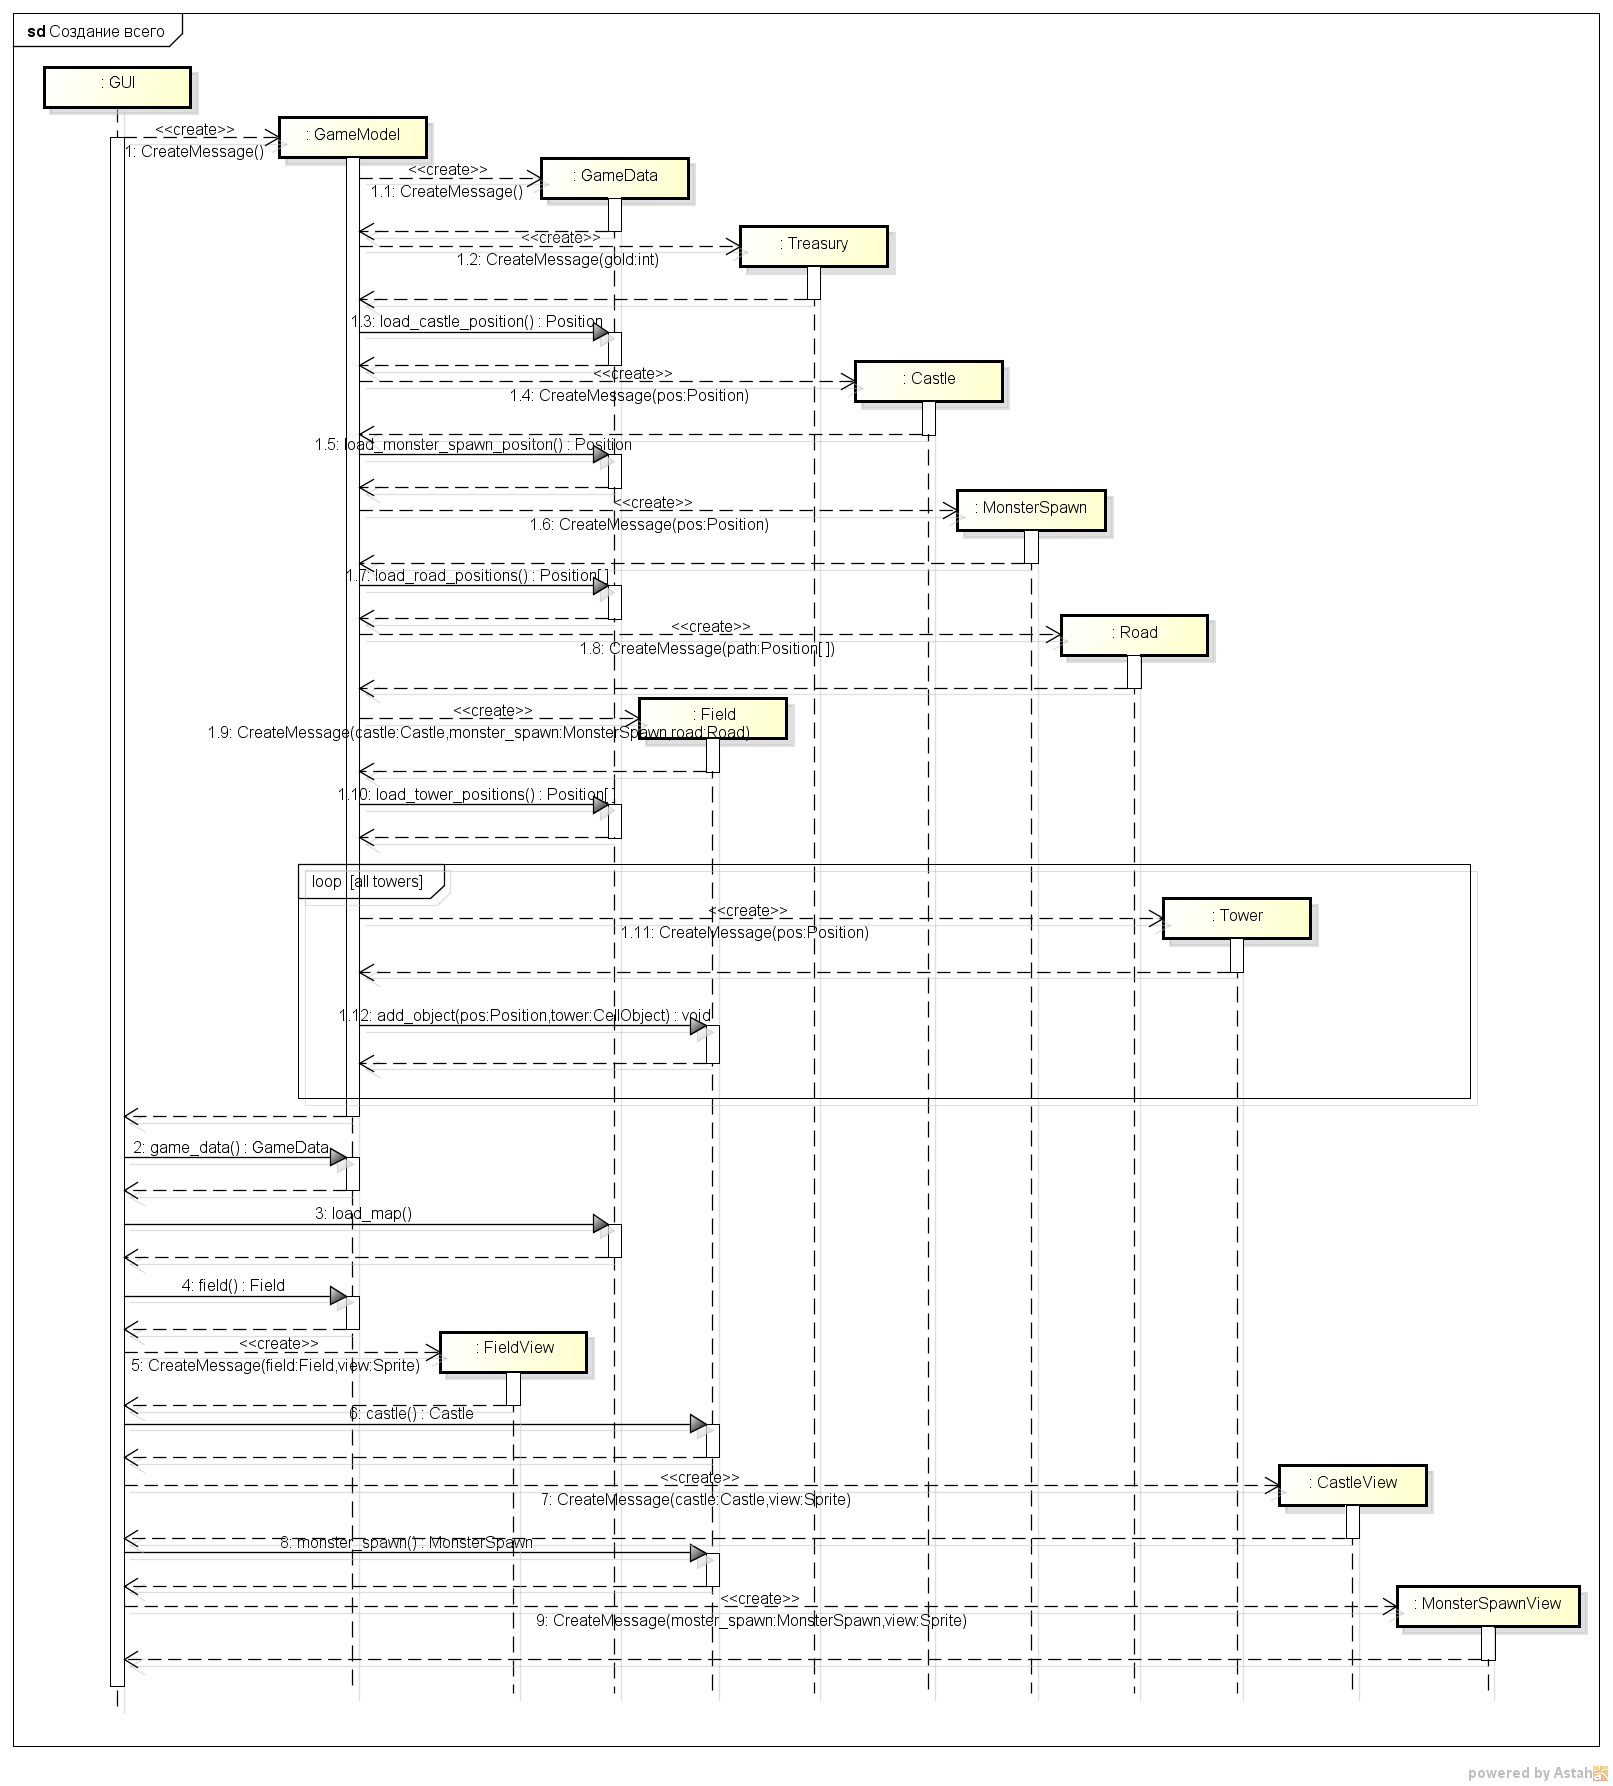 sd Создание всего
: GUI
<<create>>
: GameModel
1: CreateMessage()
<<create>>
: GameData
1.1: CreateMessage()
<<create>>
: Treasury
1.2: CreateMessage(gold:int)
1.3: load_castle_position() : Position
<<create>>
: Castle
1.4: CreateMessage(pos:Position)
1.5: load_monster_spawn_positon() : Position
<<create>>
: MonsterSpawn
1.6: CreateMessage(pos:Position)
1.7: load_road_positions() : Position[ ]
<<create>>
: Road
1.8: CreateMessage(path:Position[ ])
<<create>>
: Field
1.9: CreateMessage(castle:Castle,monster_spawn:MonsterSpawn,road:Road)
1.10: load_tower_positions() : Position[ ]
loop [all towers]
<<create>>
: Tower
1.11: CreateMessage(pos:Position)
1.12: add_object(pos:Position,tower:CellObject) : void
2: game_data() : GameData
3: load_map()
4: field() : Field
<<create>>
: FieldView
5: CreateMessage(field:Field,view:Sprite)
6: castle() : Castle
<<create>>
: CastleView
7: CreateMessage(castle:Castle,view:Sprite)
8: monster_spawn() : MonsterSpawn
<<create>>
: MonsterSpawnView
9: CreateMessage(moster_spawn:MonsterSpawn,view:Sprite)
powered by Astah